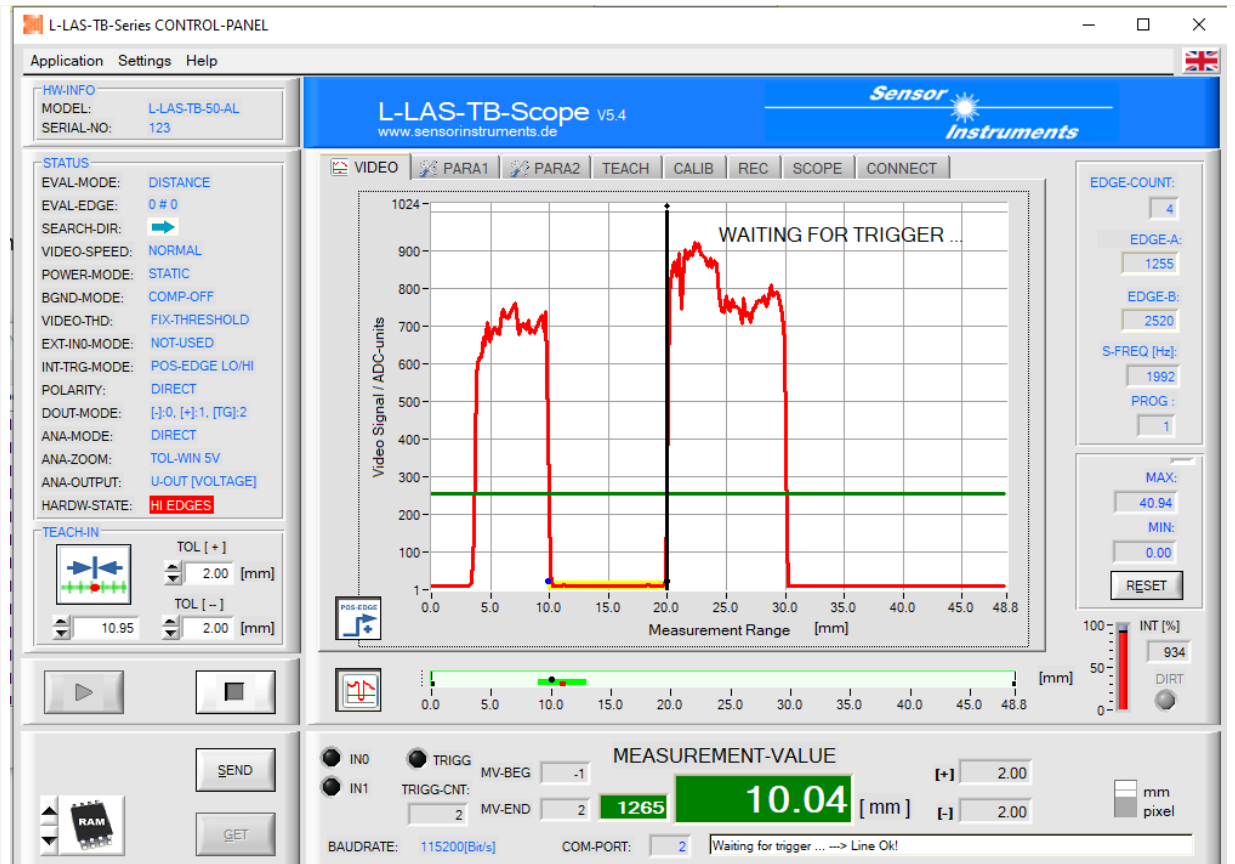 L-LAS-TB-Series CONTROL-PANEL
Application Settings Help
HW-INFO
MODEL: L-LAS-TB-50-AL
SERIAL-NO: 123
L-LAS-TB-Scope V5.4
www.sensorinstruments.de
Sensor
Instruments
STATUS
EVAL-MODE: DISTANCE
EVAL-EDGE: 0 # 0
SEARCH-DIR:
VIDEO-SPEED: NORMAL
POWER-MODE: STATIC
BGND-MODE: COMP-OFF
VIDEO-THD: FIX-THRESHOLD
EXT-IN0-MODE: NOT-USED
INT-TRG-MODE: POS-EDGE LO/HI
POLARITY: DIRECT
DOUT-MODE: [-]:0, [+]:1, [TG]:2
ANA-MODE: DIRECT
ANA-ZOOM: TOL-WIN 5V
ANA-OUTPUT: U-OUT [VOLTAGE]
HARDW-STATE: HI EDGES
TEACH-IN
TOL [ + ]
2.00 [mm]
TOL [ -- ]
10.95 2.00 [mm]
VIDEO PARA1 PARA2 TEACH CALIB REC SCOPE CONNECT
WAITING FOR TRIGGER ...
Video Signal / ADC-units
1024
900
800
700
600
500
400
300
200
100
1
0.0 5.0 10.0 15.0 20.0 25.0 30.0 35.0 40.0 45.0 48.8
Measurement Range [mm]
POS-EDGE
[mm]
0.0 5.0 10.0 15.0 20.0 25.0 30.0 35.0 40.0 45.0 48.8
EDGE-COUNT:
4
EDGE-A:
1255
EDGE-B:
2520
S-FREQ [Hz]:
1992
PROG :
1
MAX:
40.94
MIN:
0.00
RESET
100 INT [%]
934
50 DIRT
0
SEND
RAM
GET
IN0 TRIGG
IN1 TRIGG-CNT:
2
MV-BEG -1
MV-END 2
MEASUREMENT-VALUE
1265 10.04 [ mm ]
[+] 2.00
[-] 2.00
mm
pixel
BAUDRATE: 115200[Bit/s] COM-PORT: 2 Waiting for trigger ... ---> Line Ok!